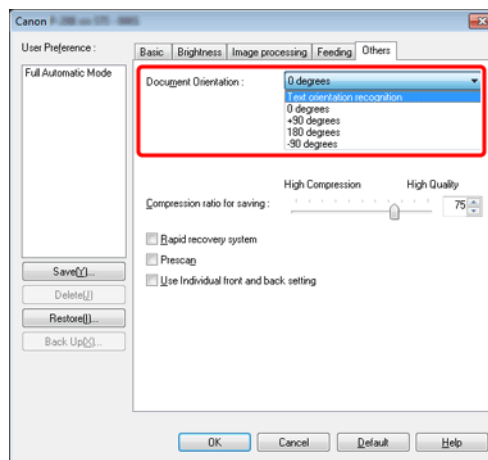 Canon
User Preference :
Full Automatic Mode
Save(Y)...
Delete(J)
Restore(I)...
Back Up(X)...
Basic Brightness Image processing Feeding Others
Document Orientation :
0 degrees
Text orientation recognition
0 degrees
+90 degrees
180 degrees
-90 degrees
High Compression High Quality
Compression ratio for saving : 75
Rapid recovery system
Prescan
Use Individual front and back setting
OK Cancel Default Help